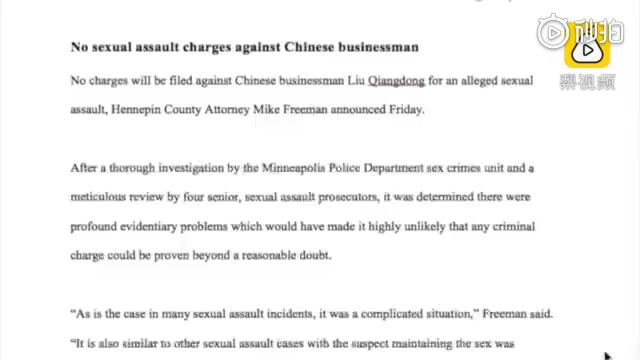 秒拍
梨视频
No sexual assault charges against Chinese businessman
No charges will be filed against Chinese businessman Liu Qiangdong for an alleged sexual
assault, Hennepin County Attorney Mike Freeman announced Friday.
After a thorough investigation by the Minneapolis Police Department sex crimes unit and a
meticulous review by four senior, sexual assault prosecutors, it was determined there were
profound evidentiary problems which would have made it highly unlikely that any criminal
charge could be proven beyond a reasonable doubt.
“As is the case in many sexual assault incidents, it was a complicated situation,” Freeman said.
“It is also similar to other sexual assault cases with the suspect maintaining the sex was